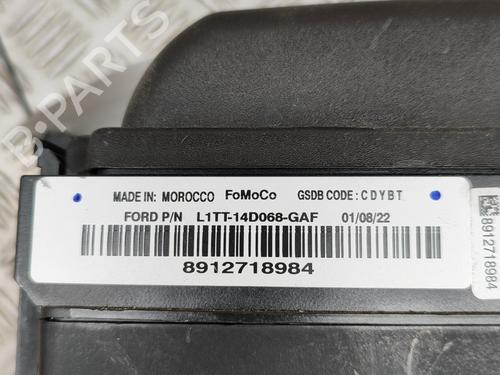 MADE IN: MOROCCO FoMoCo GSDB CODE: CDYBT
FORD P/N L1TT-14D068-GAF 01/08/22
8912718984
8912718984
B-PARTS